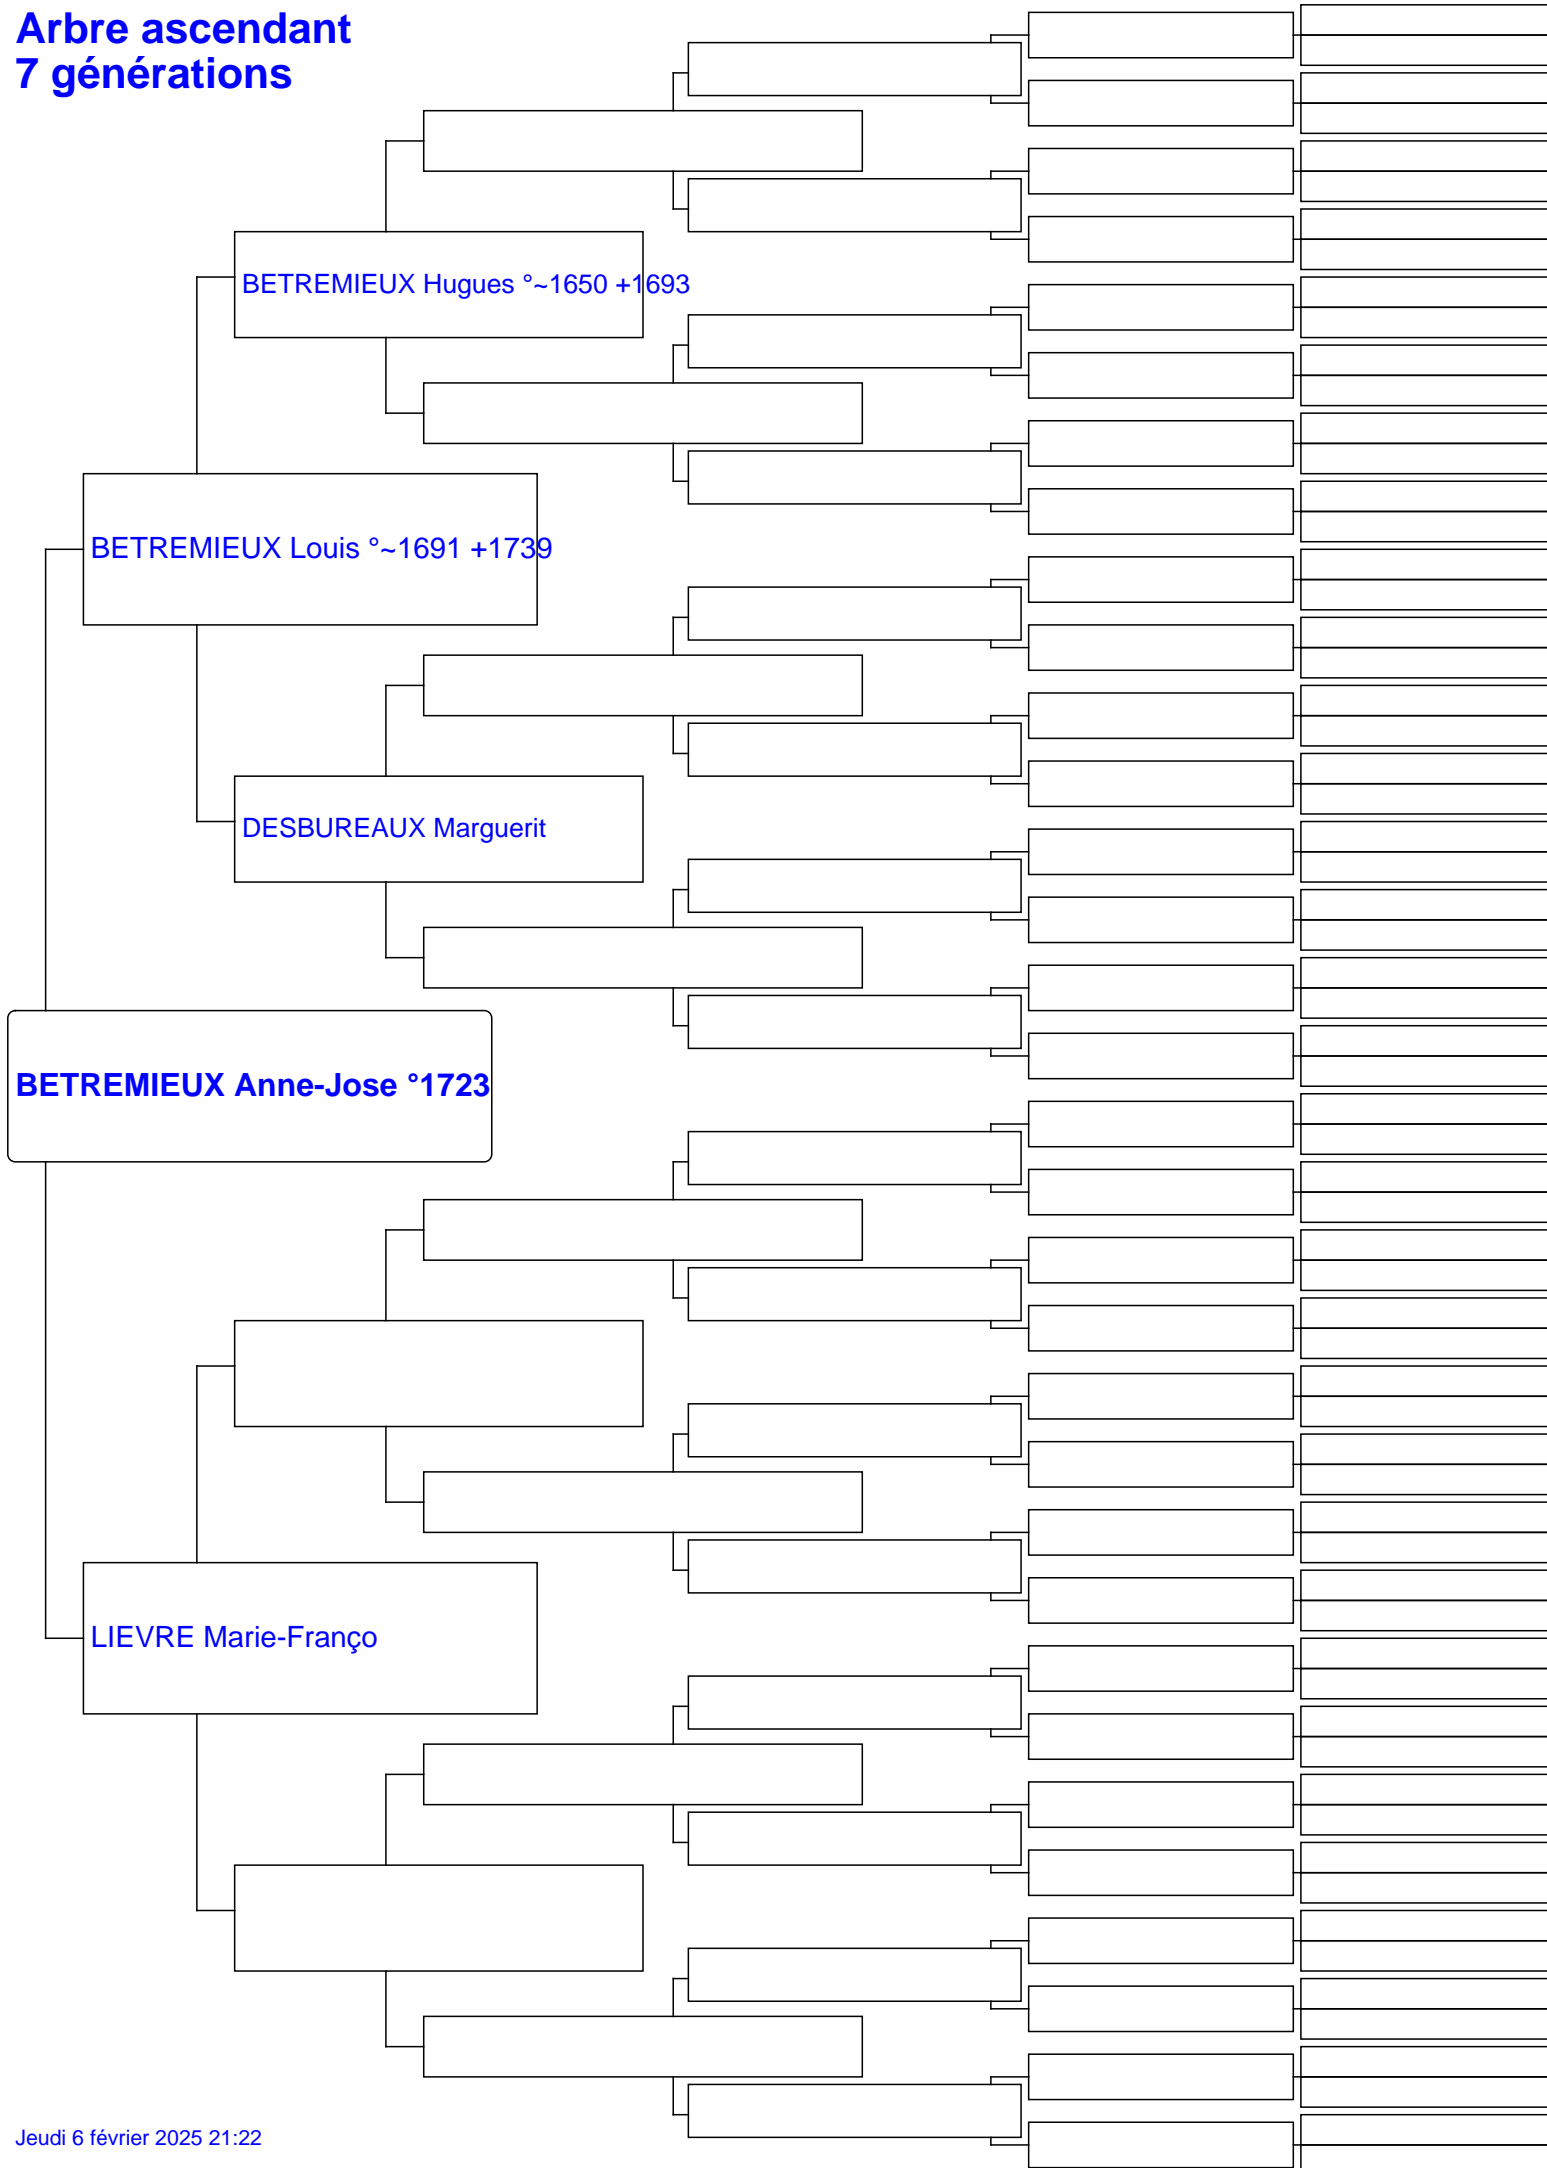 Arbre ascendant
7 générations
BETREMIEUX Hugues °~1650 +1693
BETREMIEUX Louis °~1691 +1739
DESBUREAUX Marguerit
BETREMIEUX Anne-Jose °1723
LIEVRE Marie-Franço
Jeudi 6 février 2025 21:22